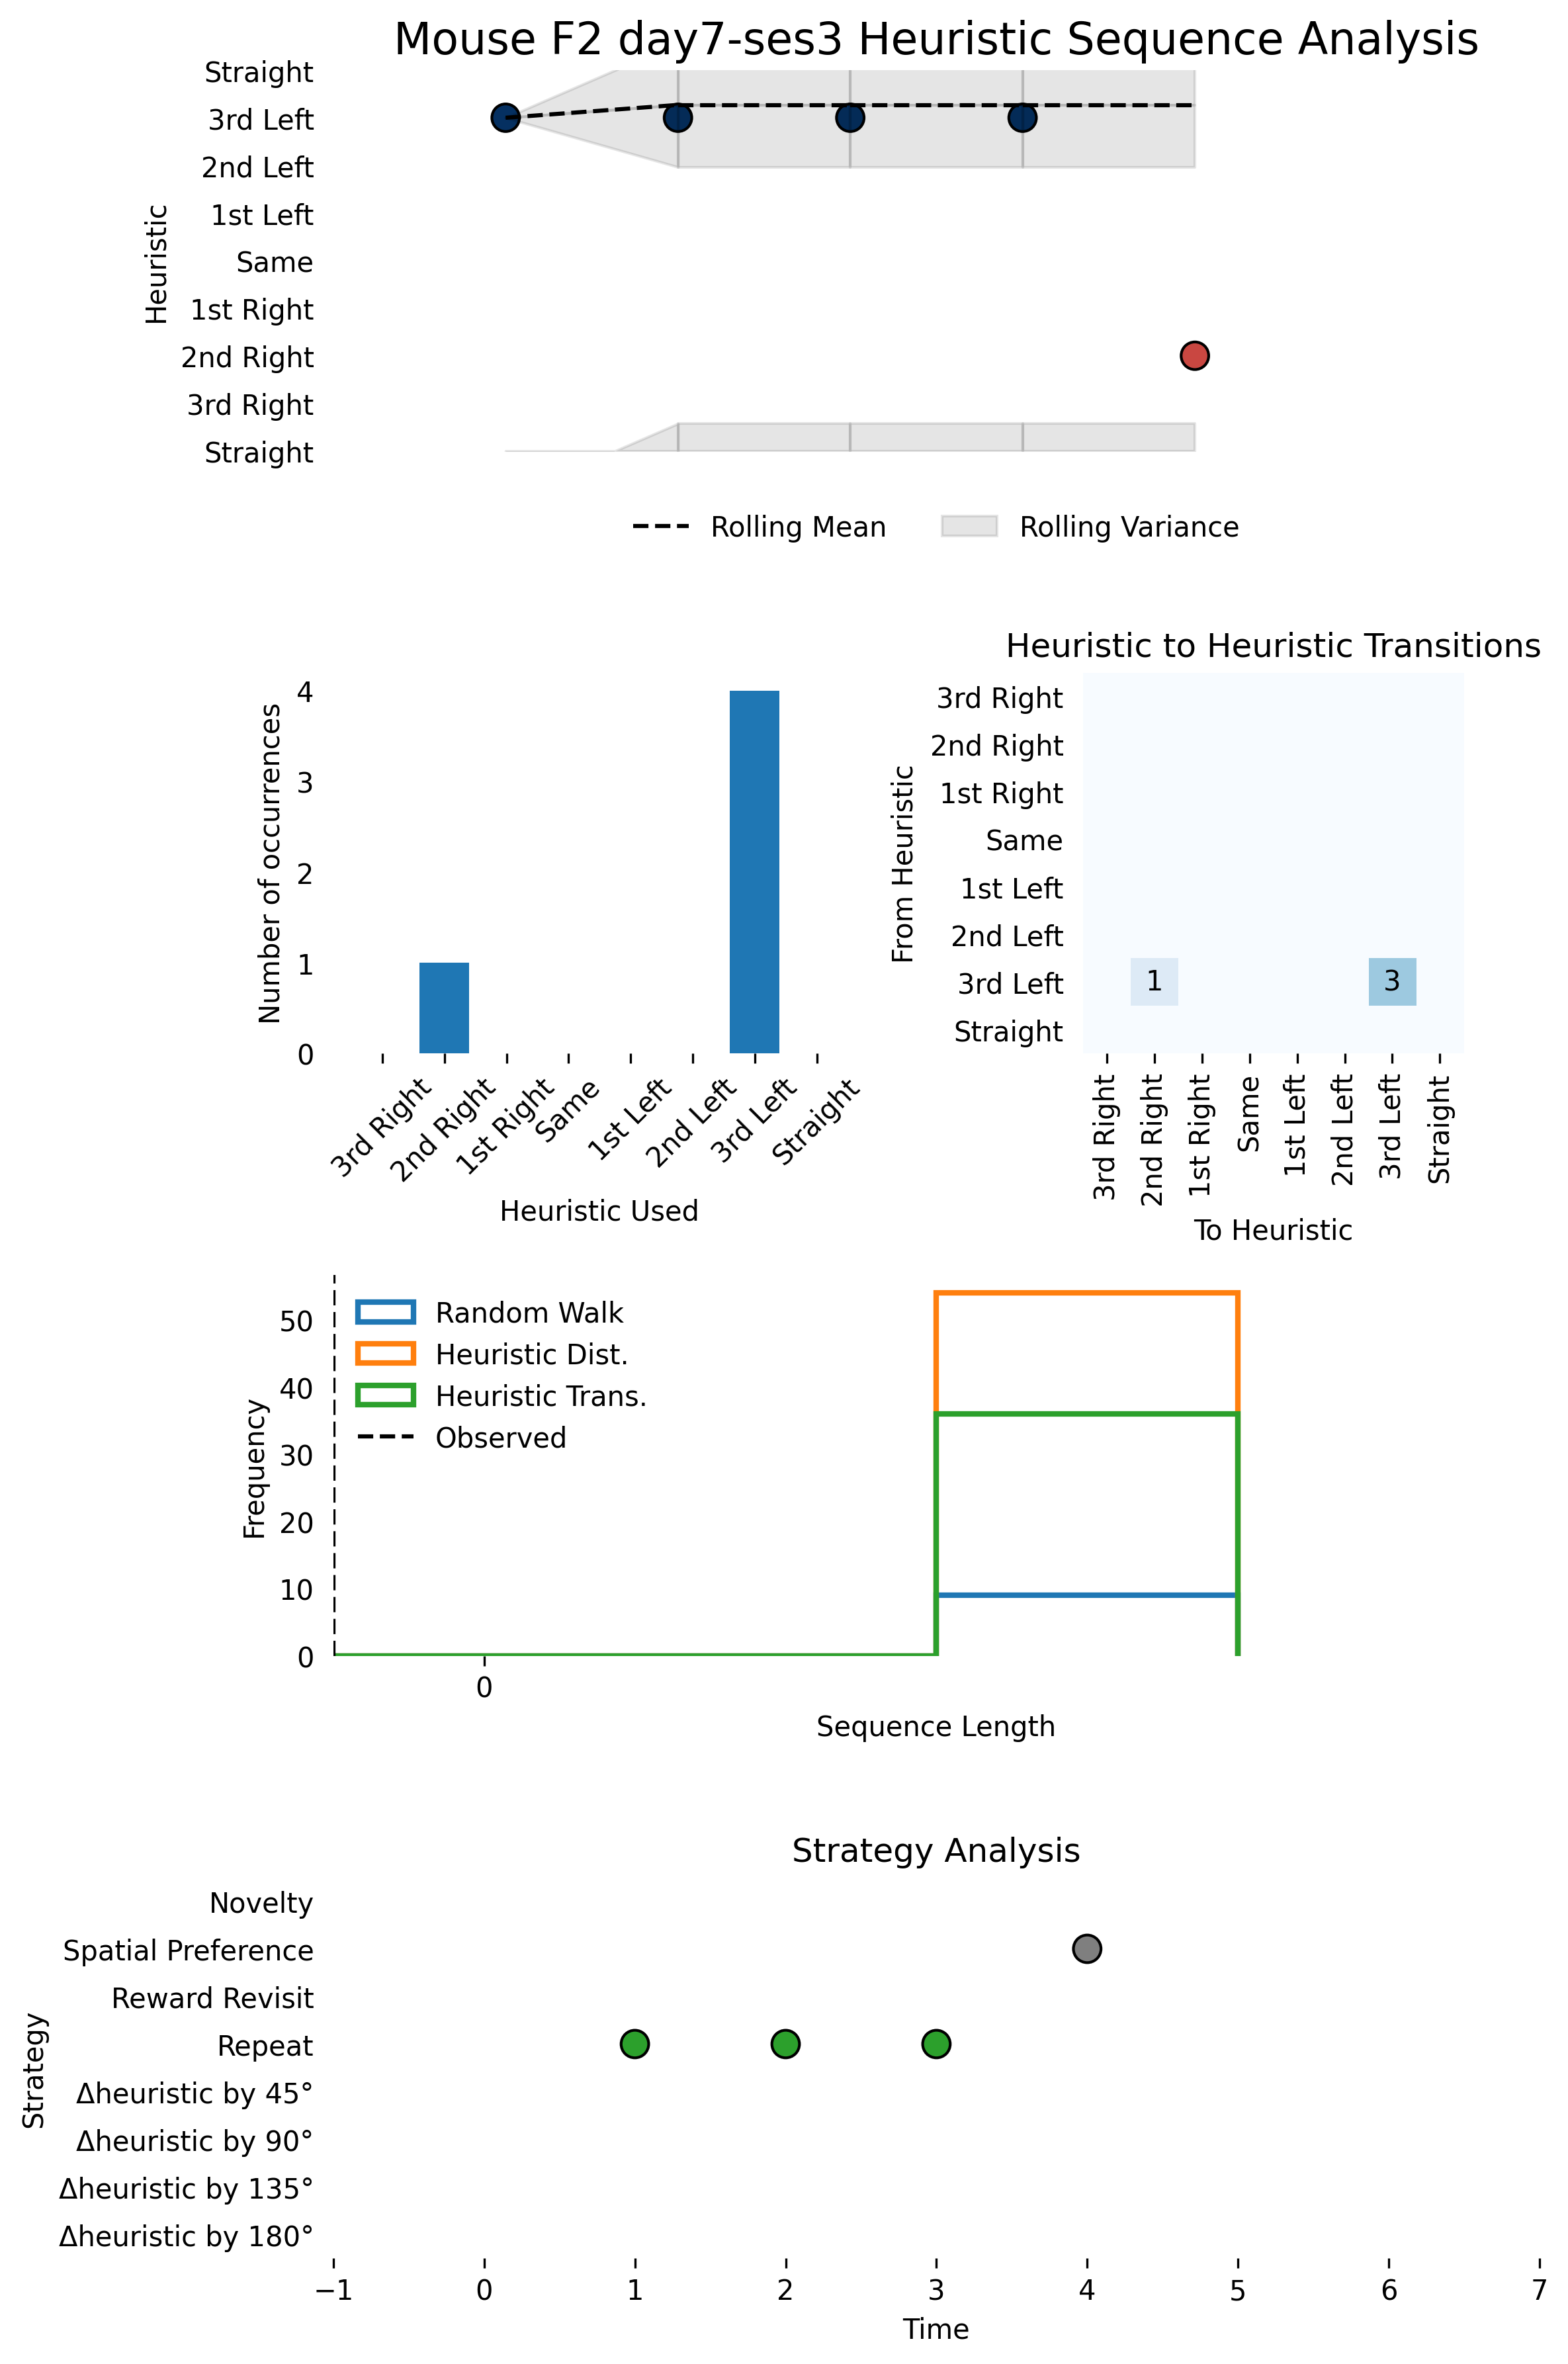 Mouse F2 day7-ses3 Heuristic Sequence Analysis
Heuristic
Straight
3rd Left
2nd Left
1st Left
Same
1st Right
2nd Right
3rd Right
Straight
Rolling Mean
Rolling Variance
Number of occurrences
4
3
2
1
0
3rd Right
2nd Right
1st Right
Same
1st Left
2nd Left
3rd Left
Straight
Heuristic Used
Heuristic to Heuristic Transitions
From Heuristic
3rd Right
2nd Right
1st Right
Same
1st Left
2nd Left
3rd Left
Straight
1
3
3rd Right
2nd Right
1st Right
Same
1st Left
2nd Left
3rd Left
Straight
To Heuristic
Frequency
50
40
30
20
10
0
Random Walk
Heuristic Dist.
Heuristic Trans.
Observed
0
Sequence Length
Strategy Analysis
Strategy
Novelty
Spatial Preference
Reward Revisit
Repeat
Δheuristic by 45°
Δheuristic by 90°
Δheuristic by 135°
Δheuristic by 180°
−1
0
1
2
3
4
5
6
7
Time